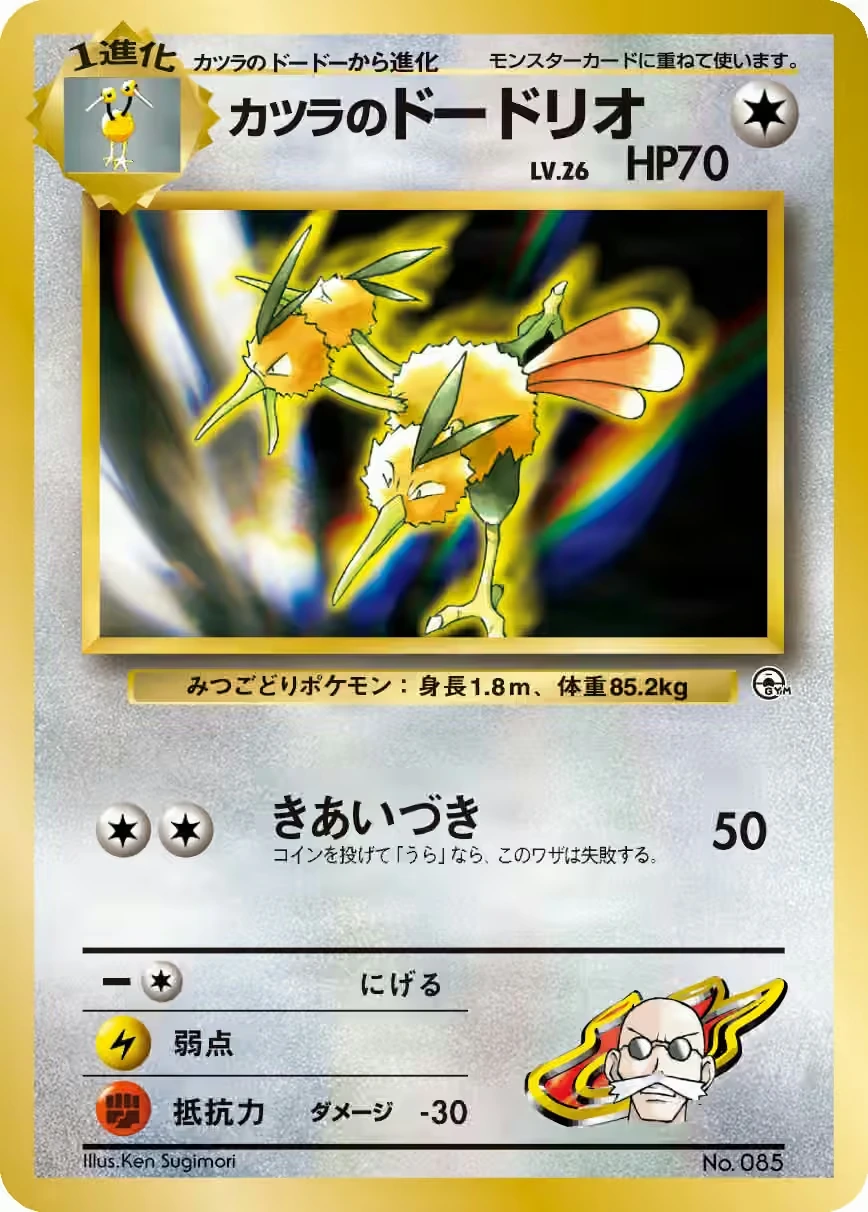 1進化
カツラのドードーから進化
モンスターカードに重ねて使います。
カツラのドードリオ
LV.26 HP70
みつごどりポケモン：身長1.8m、体重85.2kg
GYM
きあいづき 50
コインを投げて「うら」なら、このワザは失敗する。
ー にげる
弱点
抵抗力 ダメージ -30
Illus.Ken Sugimori
No. 085